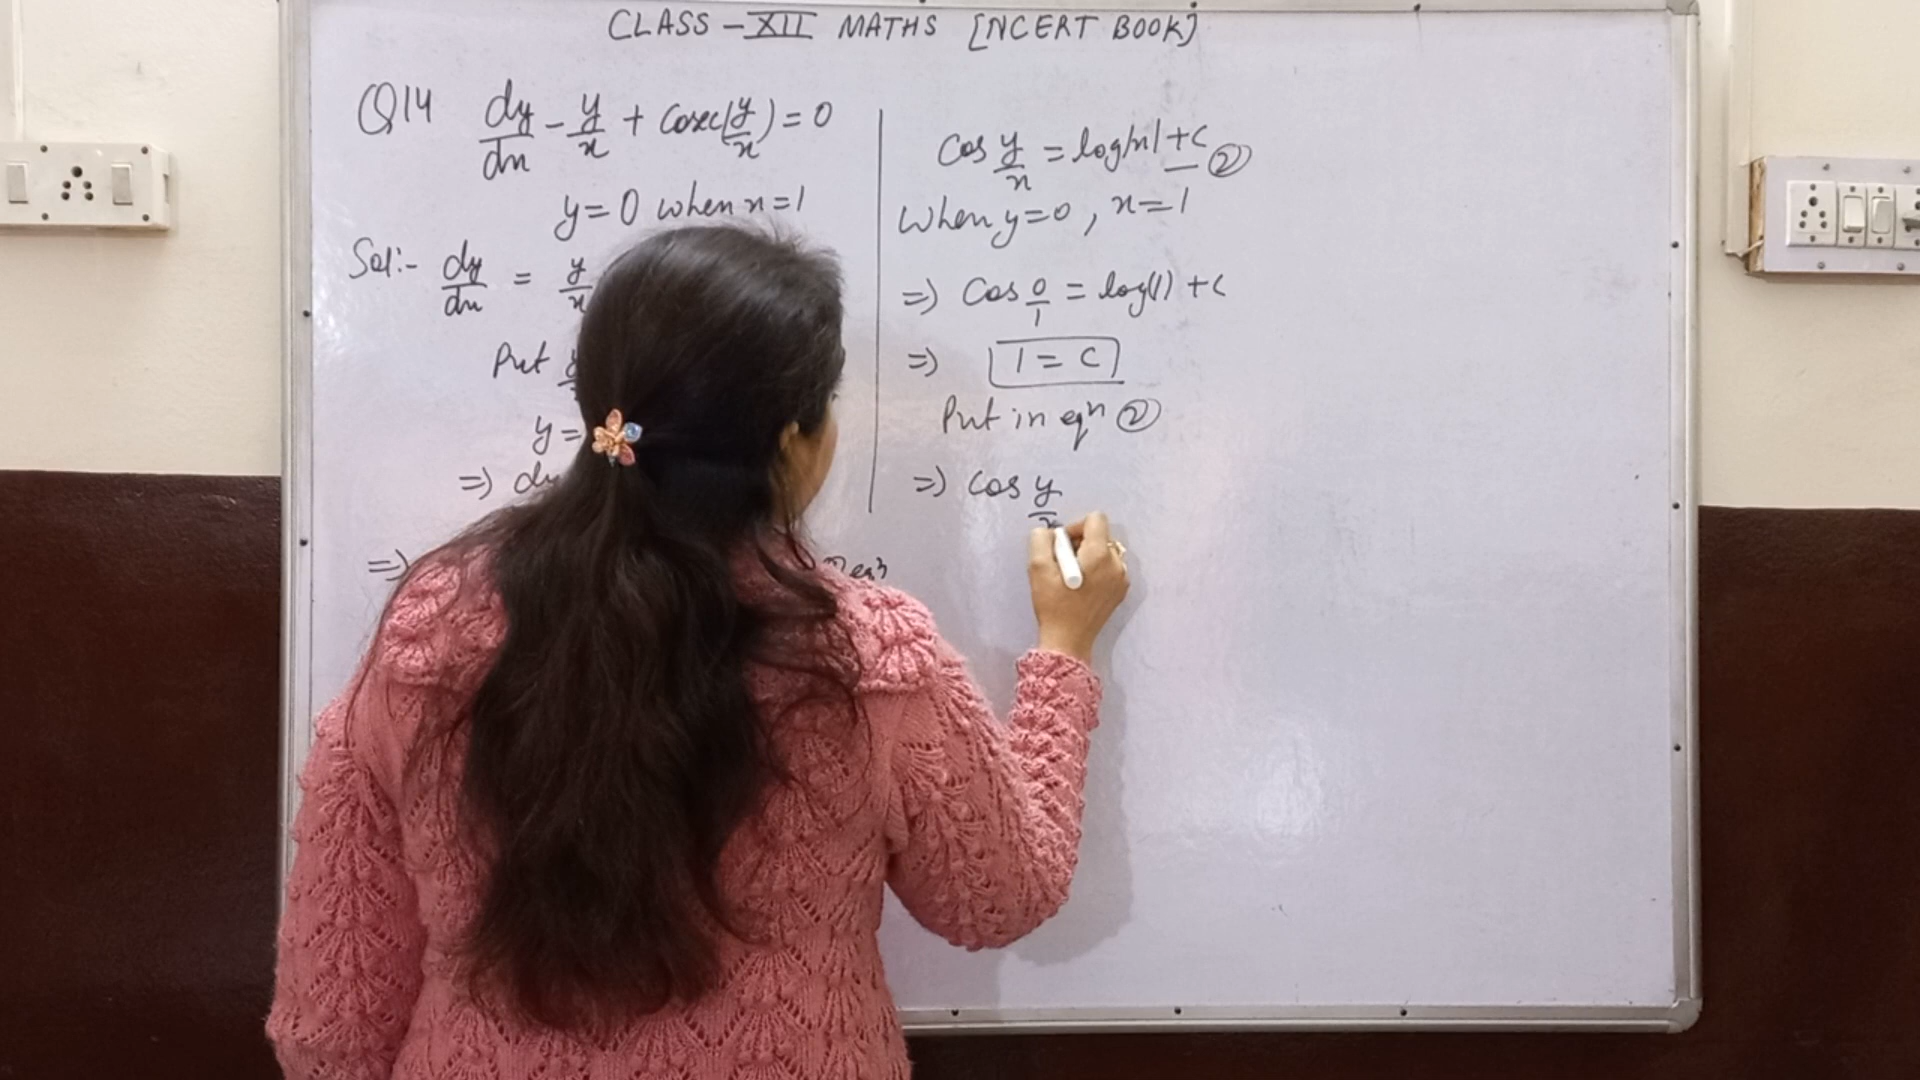 CLASS - XII MATHS [NCERT BOOK]
Q14 dy/dx - y/x + cosec(y/x) = 0
y = 0 when x = 1
Sol:- dy/dx = y/x
Put
y =
=> dy
=>
Cos y/x = log|x| + c ②
When y = 0, x = 1
=> Cos 0/1 = log(1) + c
=> 1 = C
Put in eqn ②
=> Cos y/x